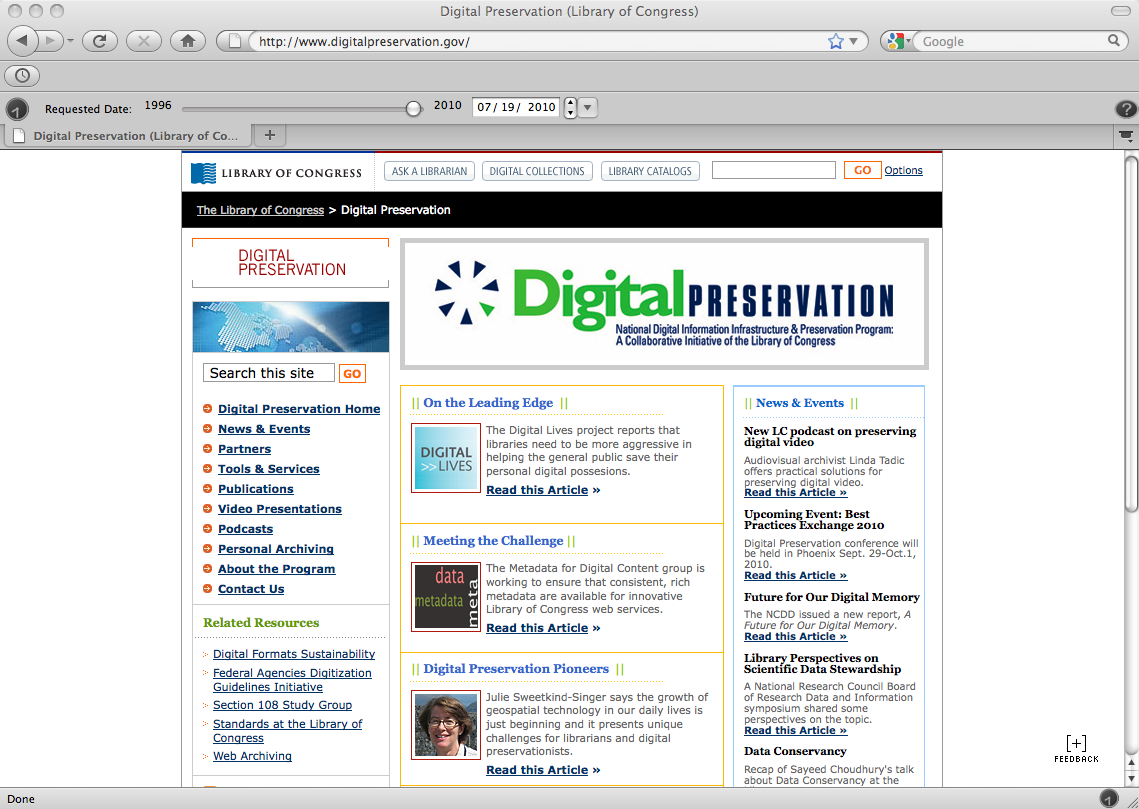 Digital Preservation (Library of Congress)
http://www.digitalpreservation.gov/
Google
Requested Date: 1996 2010 07/ 19/ 2010
?
Digital Preservation (Library of Co...
LIBRARY OF CONGRESS
ASK A LIBRARIAN
DIGITAL COLLECTIONS
LIBRARY CATALOGS
GO Options
The Library of Congress > Digital Preservation
DIGITAL
PRESERVATION
Search this site GO
Digital Preservation Home
News & Events
Partners
Tools & Services
Publications
Video Presentations
Podcasts
Personal Archiving
About the Program
Contact Us
Related Resources
Digital Formats Sustainability
Federal Agencies Digitization
Guidelines Initiative
Section 108 Study Group
Standards at the Library of
Congress
Web Archiving
Digital PRESERVATION
National Digital Information Infrastructure & Preservation Program:
A Collaborative Initiative of the Library of Congress
|| On the Leading Edge ||
DIGITAL
>>LIVES
The Digital Lives project reports that
libraries need to be more aggressive in
helping the general public save their
personal digital possesions.
Read this Article »
|| Meeting the Challenge ||
data
metadata
meta
The Metadata for Digital Content group is
working to ensure that consistent, rich
metadata are available for innovative
Library of Congress web services.
Read this Article »
|| Digital Preservation Pioneers ||
Julie Sweetkind-Singer says the growth of
geospatial technology in our daily lives is
just beginning and it presents unique
challenges for librarians and digital
preservationists.
Read this Article »
|| News & Events ||
New LC podcast on preserving
digital video
Audiovisual archivist Linda Tadic
offers practical solutions for
preserving digital video.
Read this Article »
Upcoming Event: Best
Practices Exchange 2010
Digital Preservation conference will
be held in Phoenix Sept. 29-Oct.1,
2010.
Read this Article »
Future for Our Digital Memory
The NCDD issued a new report, A
Future for Our Digital Memory.
Read this Article »
Library Perspectives on
Scientific Data Stewardship
A National Research Council Board
of Research Data and Information
symposium shared some
perspectives on the topic.
Read this Article »
Data Conservancy
Recap of Sayeed Choudhury's talk
about Data Conservancy at the
[+]
FEEDBACK
Done